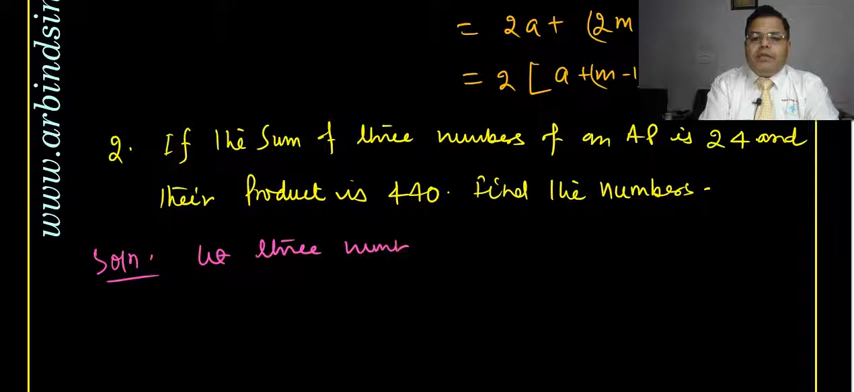 www.arbindsin
= 2a + (2m
= 2 [ a + (m - 1
2. If the Sum of three numbers of an AP is 24 and
their Product is 440. Find the Numbers.
Soln. Let three num